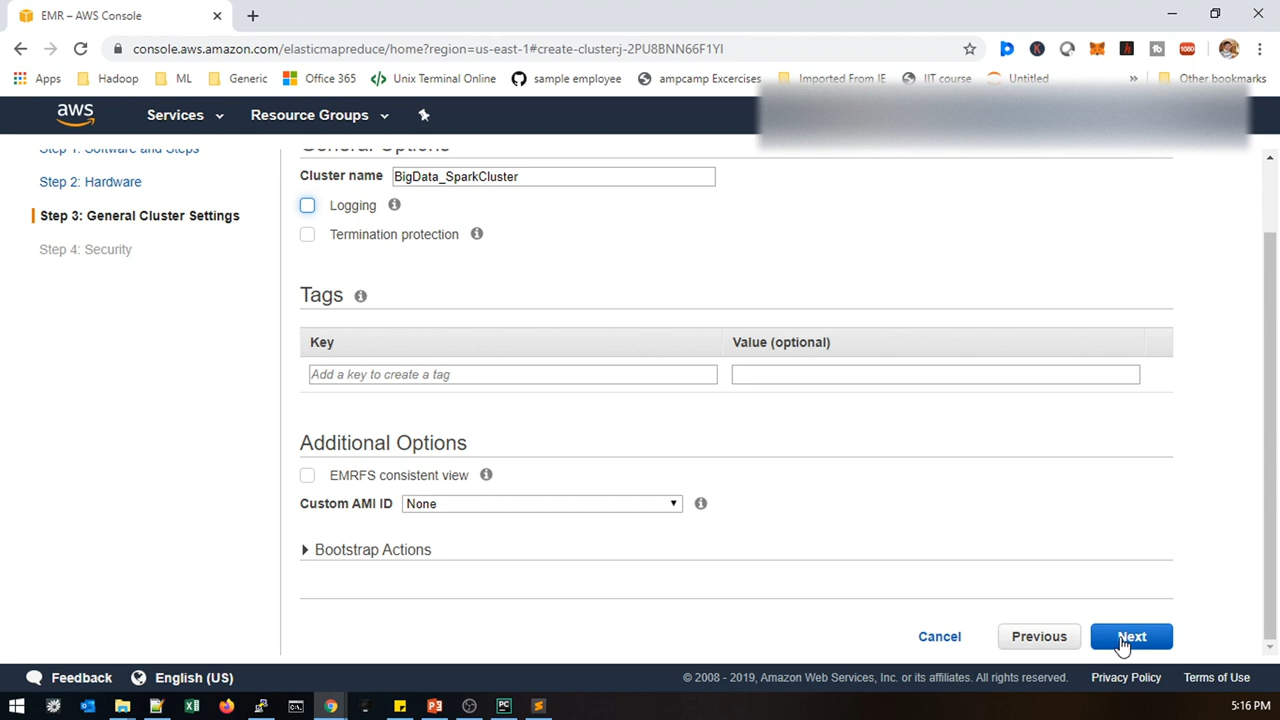 EMR – AWS Console
console.aws.amazon.com/elasticmapreduce/home?region=us-east-1#create-cluster:j-2PU8BNN66F1YI
1080
Apps
Hadoop
ML
Generic
Office 365
Unix Terminal Online
sample employee
ampcamp Excercises
Imported From IE
IIT course
Untitled
»
Other bookmarks
aws
Services
Resource Groups
Step 1: Software and Steps
Step 2: Hardware
Step 3: General Cluster Settings
Step 4: Security
General Options
Cluster name BigData_SparkCluster
Logging
Termination protection
Tags
Key Value (optional)
Add a key to create a tag
Additional Options
EMRFS consistent view
Custom AMI ID None
Bootstrap Actions
Cancel Previous Next
Feedback English (US) © 2008 - 2019, Amazon Web Services, Inc. or its affiliates. All rights reserved. Privacy Policy Terms of Use
5:16 PM